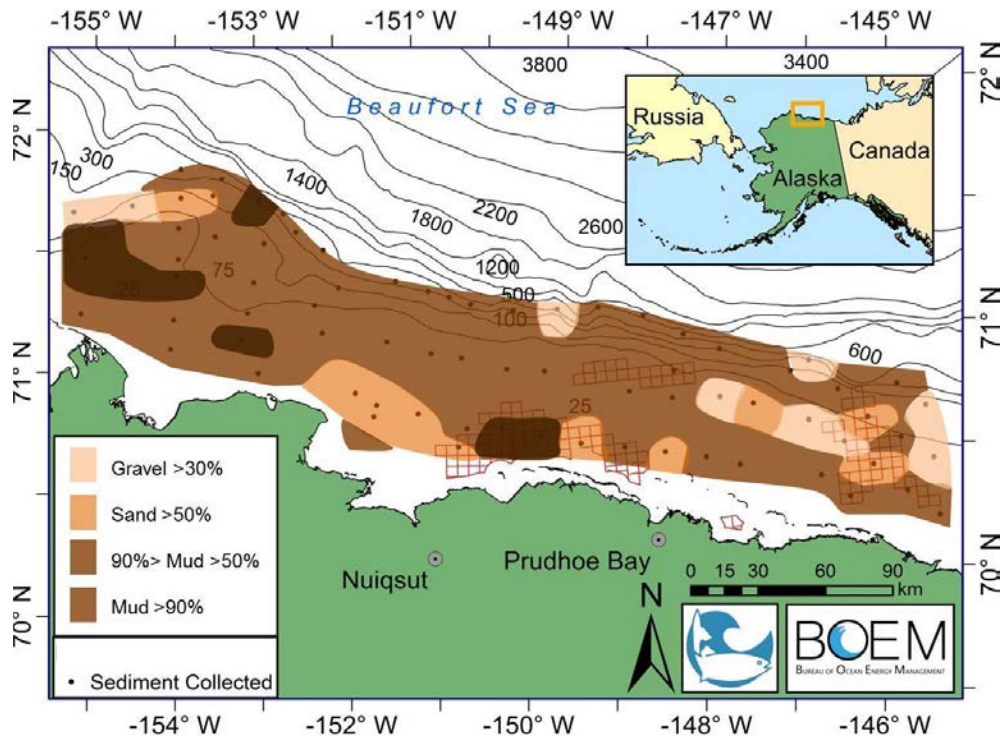 -155° W -153° W -151° W -149° W -147° W -145° W
3800
3400
Beaufort Sea
72° N
72° N
Russia
Canada
Alaska
150
300
1400
1800
2200
2600
1200
500
100
75
25
25
600
71° N
71° N
Gravel >30%
Sand >50%
90%> Mud >50%
Mud >90%
Sediment Collected
Nuiqsut
Prudhoe Bay
0 15 30 60 90
km
N
70° N
70° N
BOEM
BUREAU OF OCEAN ENERGY MANAGEMENT
-154° W -152° W -150° W -148° W -146° W